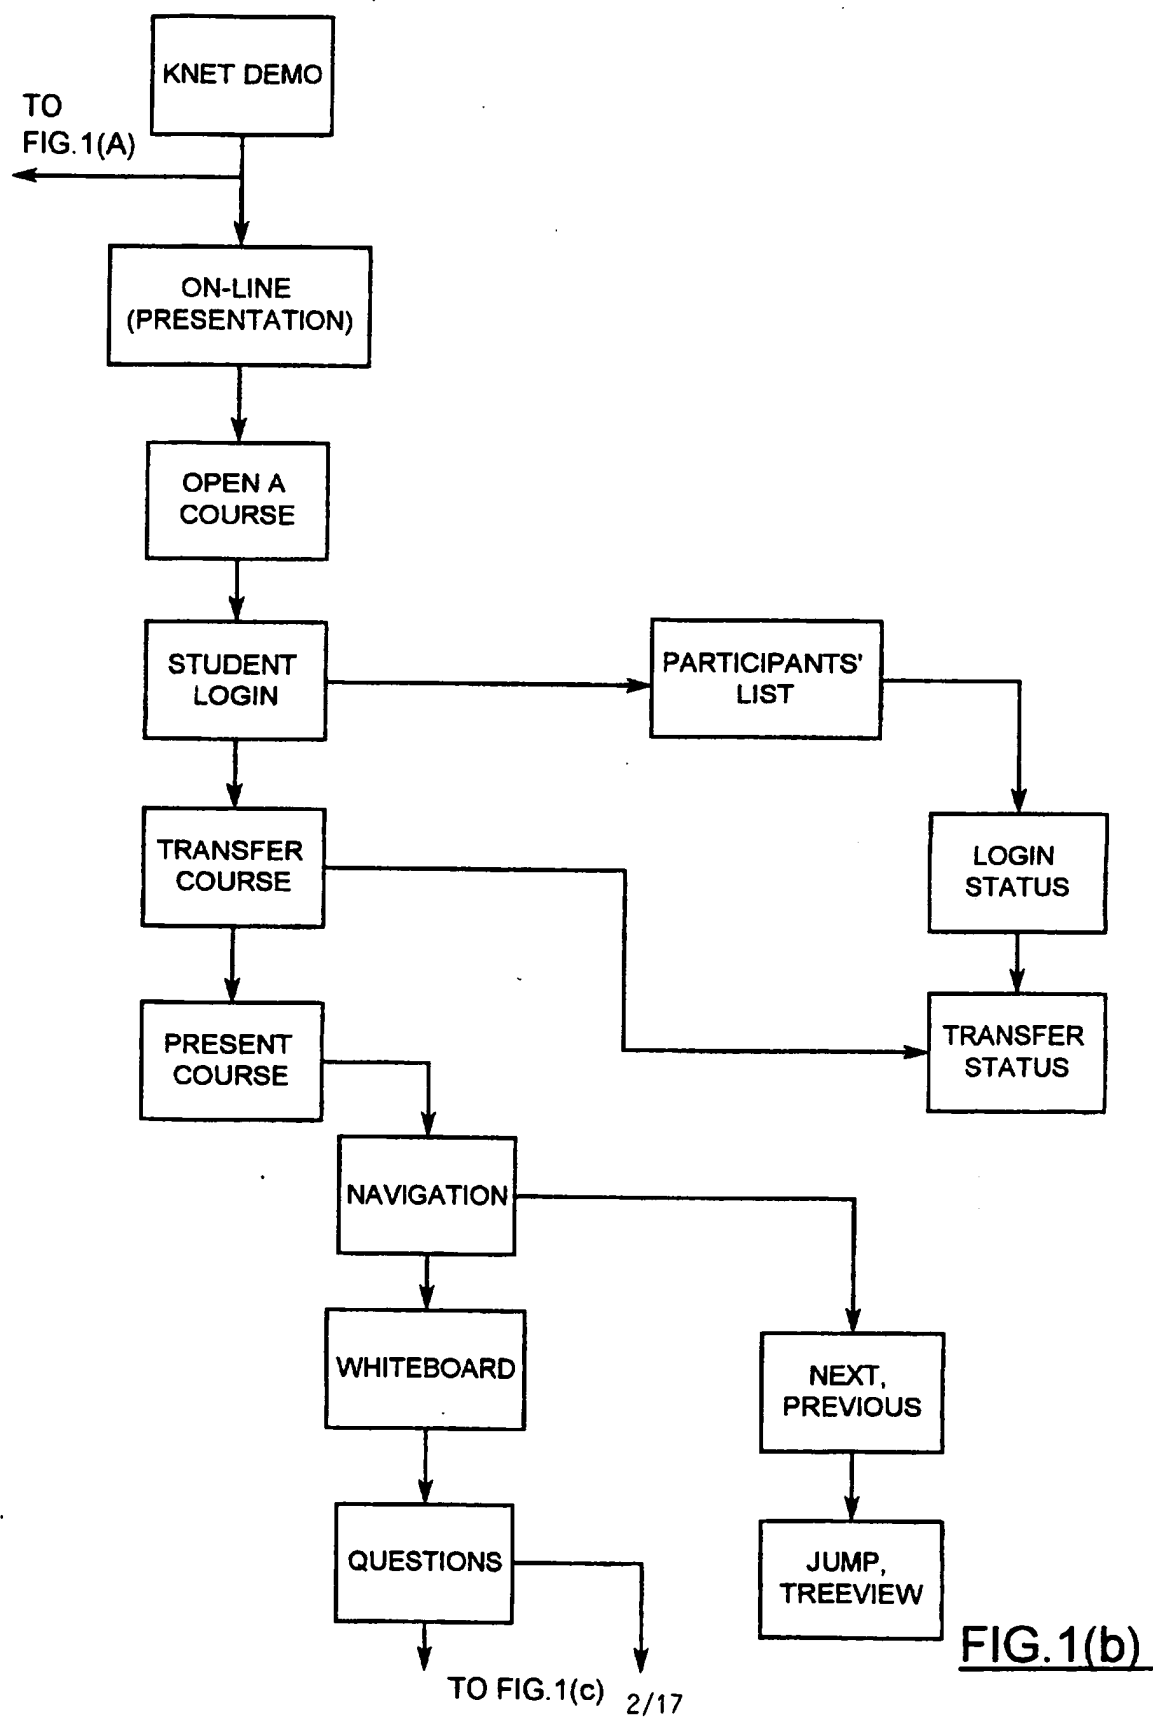 KNET DEMO
TO
FIG.1(A)
ON-LINE
(PRESENTATION)
OPEN A
COURSE
STUDENT
LOGIN
PARTICIPANTS'
LIST
TRANSFER
COURSE
LOGIN
STATUS
PRESENT
COURSE
TRANSFER
STATUS
NAVIGATION
WHITEBOARD
NEXT,
PREVIOUS
QUESTIONS
JUMP,
TREEVIEW
FIG.1(b)
TO FIG.1(c)
2/17